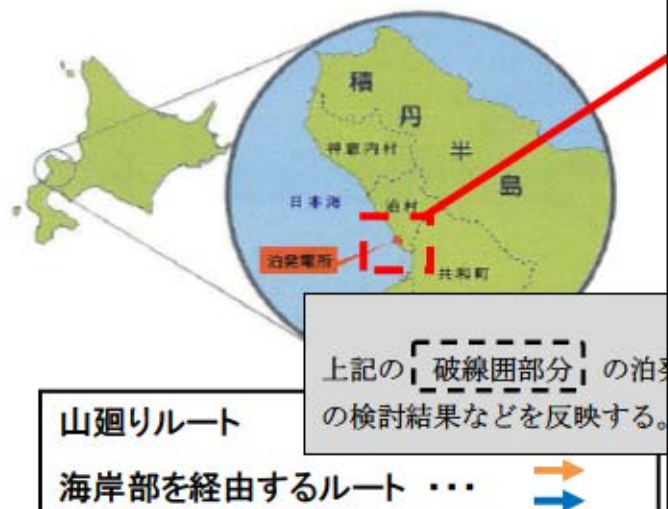 積
丹
半
島
神恵内村
泊村
日本海
泊発電所
共和町
上記の 破線囲部分 の泊発
の検討結果などを反映する。
山廻りルート
海岸部を経由するルート ・・・